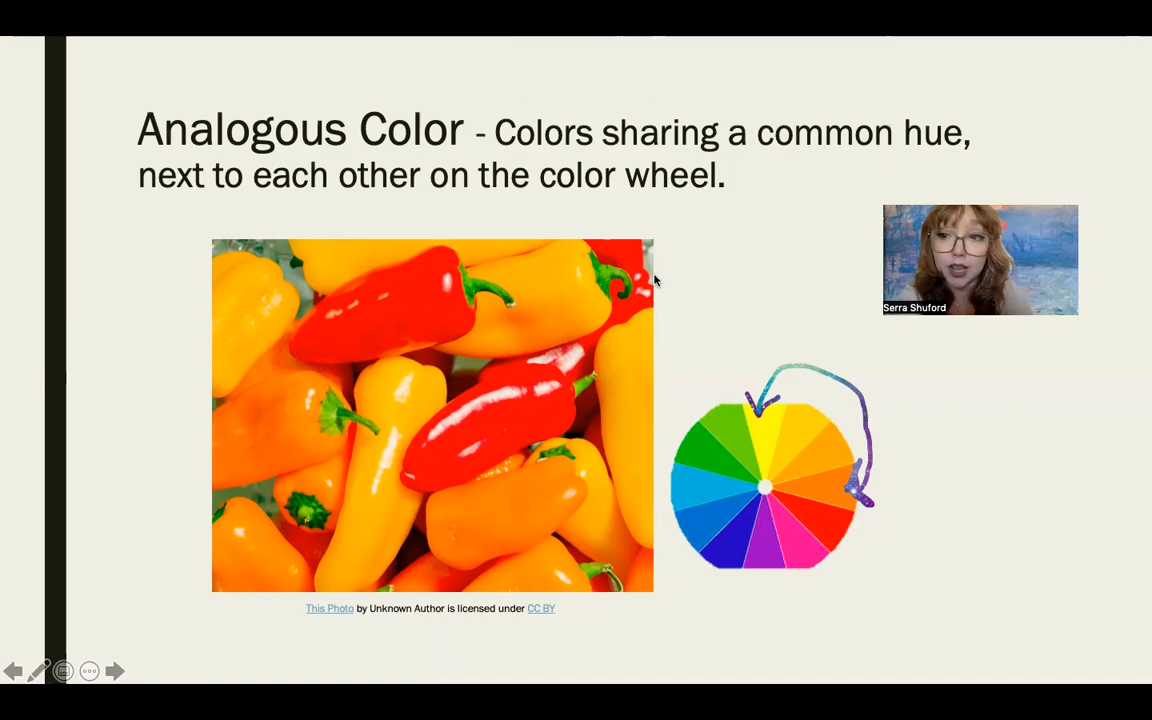 Analogous Color - Colors sharing a common hue,
next to each other on the color wheel.
Serra Shuford
This Photo by Unknown Author is licensed under CC BY